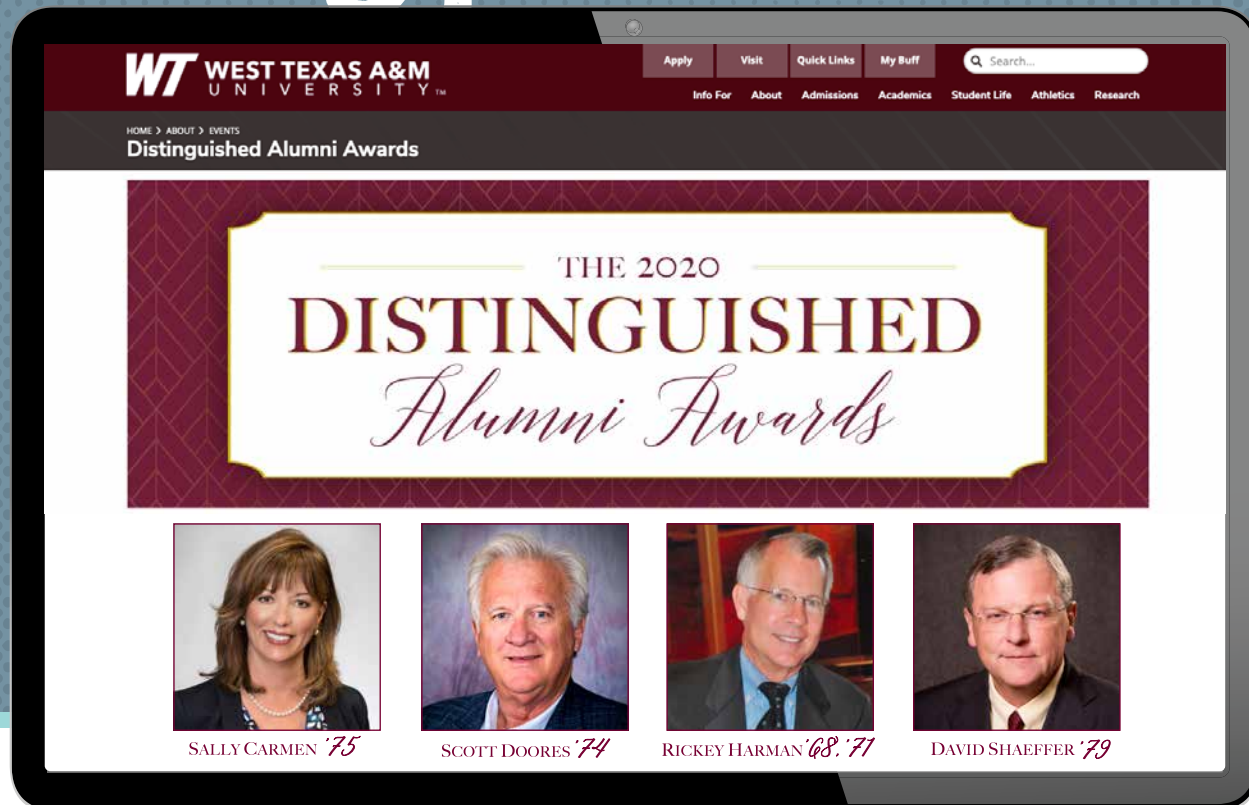 Apply Visit Quick Links My Buff Search...
WT WEST TEXAS A&M
UNIVERSITY™
Info For About Admissions Academics Student Life Athletics Research
HOME > ABOUT > EVENTS
Distinguished Alumni Awards
THE 2020
DISTINGUISHED
Alumni Awards
SALLY CARMEN '75
SCOTT DOORES '74
RICKEY HARMAN '68, '71
DAVID SHAEFFER '79